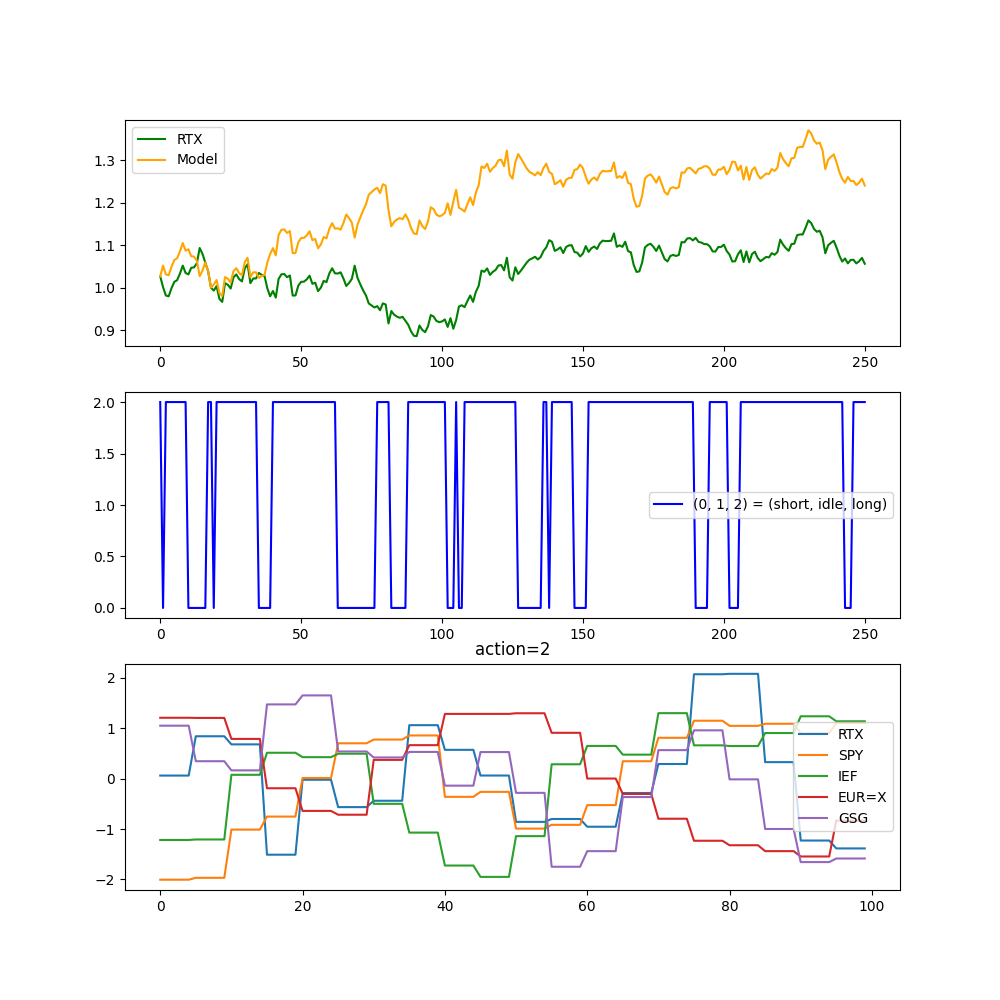 RTX
Model
1.3
1.2
1.1
1.0
0.9
0 50 100 150 200 250
2.0
1.5
1.0
0.5
0.0
(0, 1, 2) = (short, idle, long)
0 50 100 150 200 250
action=2
2
1
0
−1
−2
RTX
SPY
IEF
EUR=X
GSG
0 20 40 60 80 100